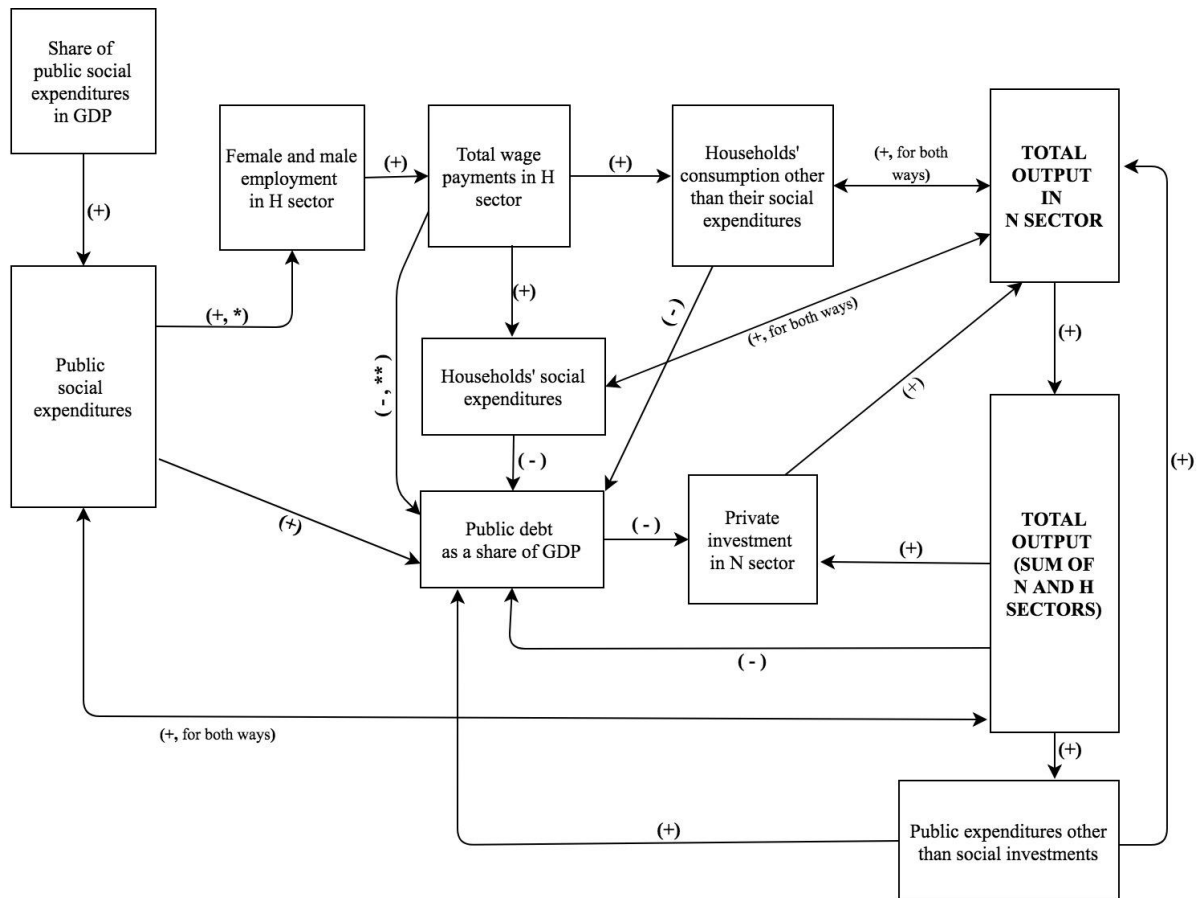 Share of
public social
expenditures
in GDP
(+)
Female and male
employment
in H sector
(+)
Total wage
payments in H
sector
(+)
Households'
consumption other
than their social
expenditures
(+, for both
ways)
TOTAL
OUTPUT
IN
N SECTOR
(+)
Public
social
expenditures
(+, *)
(+)
(-, **)
(+)
Households' social
expenditures
(-)
(-)
(+, for both ways)
(+)
Public debt
as a share of GDP
(-)
Private
investment
in N sector
(+)
(+)
TOTAL
OUTPUT
(SUM OF
N AND H
SECTORS)
(+)
(-)
(+, for both ways)
(+)
Public expenditures other
than social investments
(+)